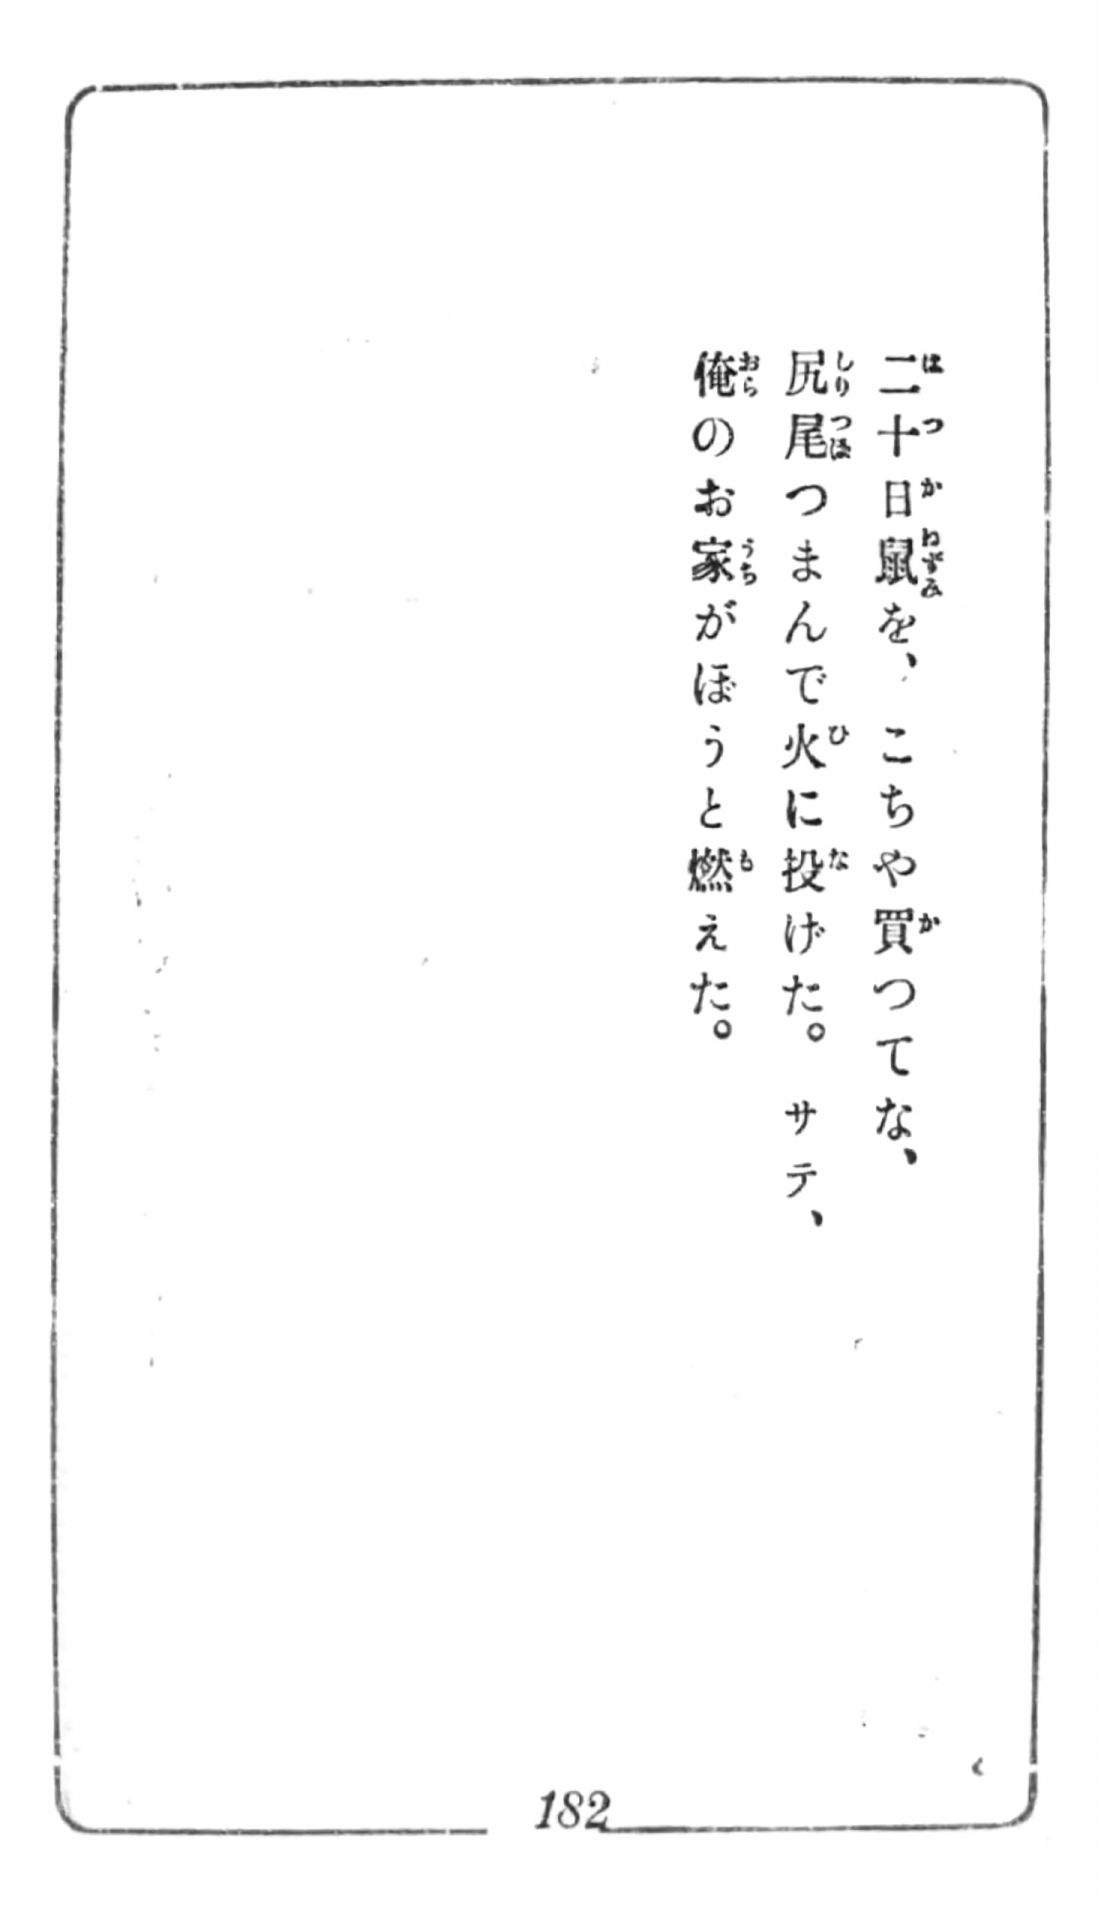 二十日鼠を、こちや買つてな、
尻尾つまんで火に投げた。サテ、
俺のお家がぼうと燃えた。
182